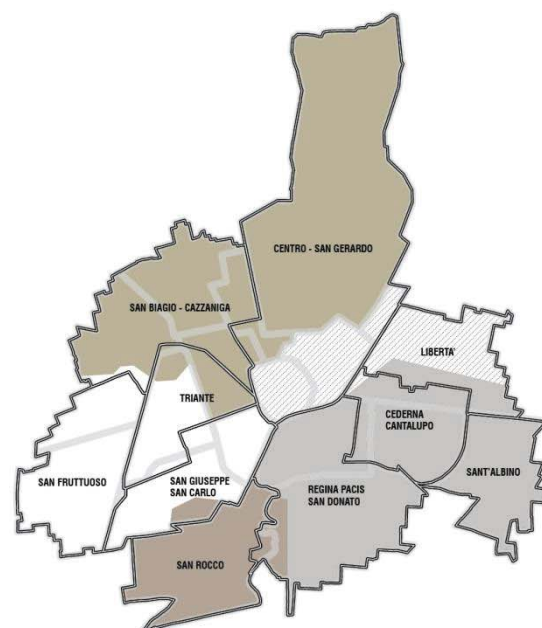 CENTRO - SAN GERARDO
SAN BIAGIO - CAZZANIGA
LIBERTA'
TRIANTE
CEDERNA
CANTALUPO
SAN FRUTTUOSO
SAN GIUSEPPE
SAN CARLO
REGINA PACIS
SAN DONATO
SANT'ALBINO
SAN ROCCO